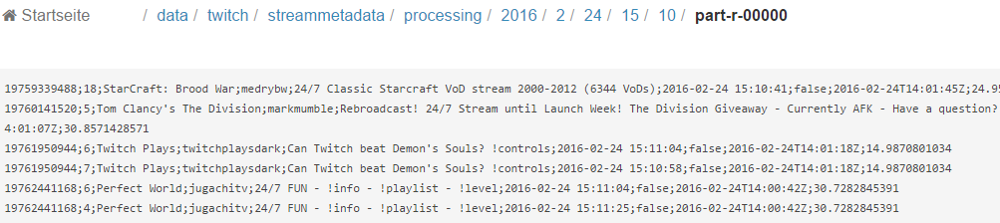 Startseite / data / twitch / streammetadata / processing / 2016 / 2 / 24 / 15 / 10 / part-r-00000
19759339488;18;StarCraft: Brood War;medrybw;24/7 Classic Starcraft VoD stream 2000-2012 (6344 VoDs);2016-02-24 15:10:41;false;2016-02-24T14:01:45Z;24.95
19760141520;5;Tom Clancy's The Division;markmumble;Rebroadcast! 24/7 Stream until Launch Week! The Division Giveaway - Currently AFK - Have a question?
4:01:07Z;30.8571428571
19761950944;6;Twitch Plays;twitchplaysdark;Can Twitch beat Demon's Souls? !controls;2016-02-24 15:11:04;false;2016-02-24T14:01:18Z;14.9870801034
19761950944;7;Twitch Plays;twitchplaysdark;Can Twitch beat Demon's Souls? !controls;2016-02-24 15:10:58;false;2016-02-24T14:01:18Z;14.9870801034
19762441168;6;Perfect World;jugachitv;24/7 FUN - !info - !playlist - !level;2016-02-24 15:11:04;false;2016-02-24T14:00:42Z;30.7282845391
19762441168;4;Perfect World;jugachitv;24/7 FUN - !info - !playlist - !level;2016-02-24 15:11:25;false;2016-02-24T14:00:42Z;30.7282845391